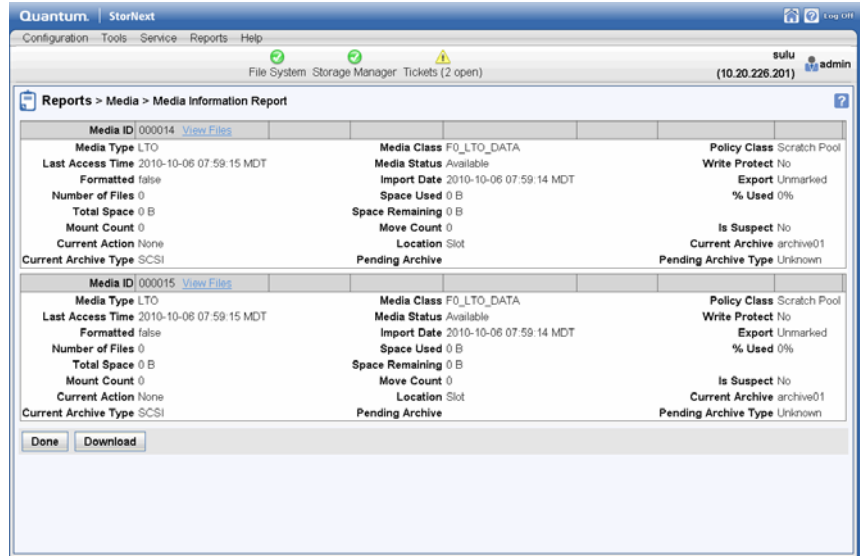 Quantum. StorNext Log Off
Configuration Tools Service Reports Help
File System Storage Manager Tickets (2 open)
sulu
(10.20.226.201)
admin
Reports > Media > Media Information Report
Media ID 000014 View Files
Media Type LTO Media Class F0_LTO_DATA Policy Class Scratch Pool
Last Access Time 2010-10-06 07:59:15 MDT Media Status Available Write Protect No
Formatted false Import Date 2010-10-06 07:59:14 MDT Export Unmarked
Number of Files 0 Space Used 0 B % Used 0%
Total Space 0 B Space Remaining 0 B
Mount Count 0 Move Count 0 Is Suspect No
Current Action None Location Slot Current Archive archive01
Current Archive Type SCSI Pending Archive Pending Archive Type Unknown
Media ID 000015 View Files
Media Type LTO Media Class F0_LTO_DATA Policy Class Scratch Pool
Last Access Time 2010-10-06 07:59:15 MDT Media Status Available Write Protect No
Formatted false Import Date 2010-10-06 07:59:14 MDT Export Unmarked
Number of Files 0 Space Used 0 B % Used 0%
Total Space 0 B Space Remaining 0 B
Mount Count 0 Move Count 0 Is Suspect No
Current Action None Location Slot Current Archive archive01
Current Archive Type SCSI Pending Archive Pending Archive Type Unknown
Done Download